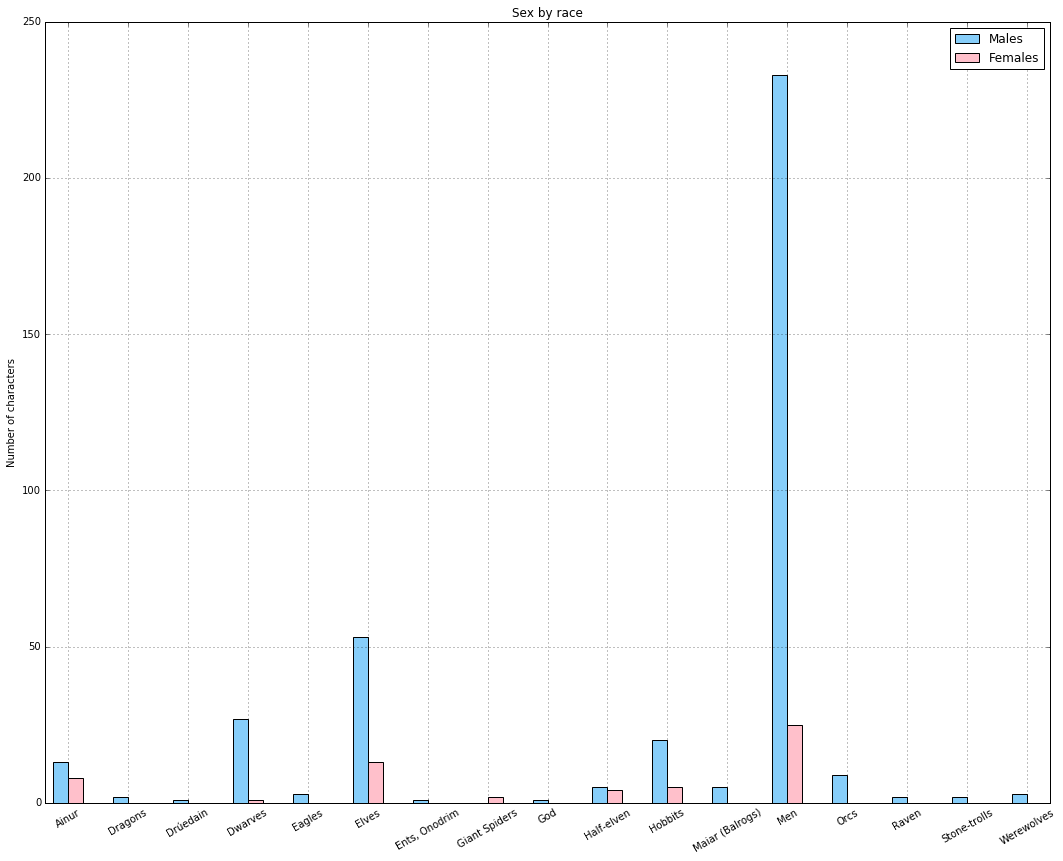 Sex by race
Males
Females
Number of characters
250
200
150
100
50
0
Ainur
Dragons
Drúedain
Dwarves
Eagles
Elves
Ents, Onodrim
Giant Spiders
God
Half-elven
Hobbits
Maiar (Balrogs)
Men
Orcs
Raven
Stone-trolls
Werewolves